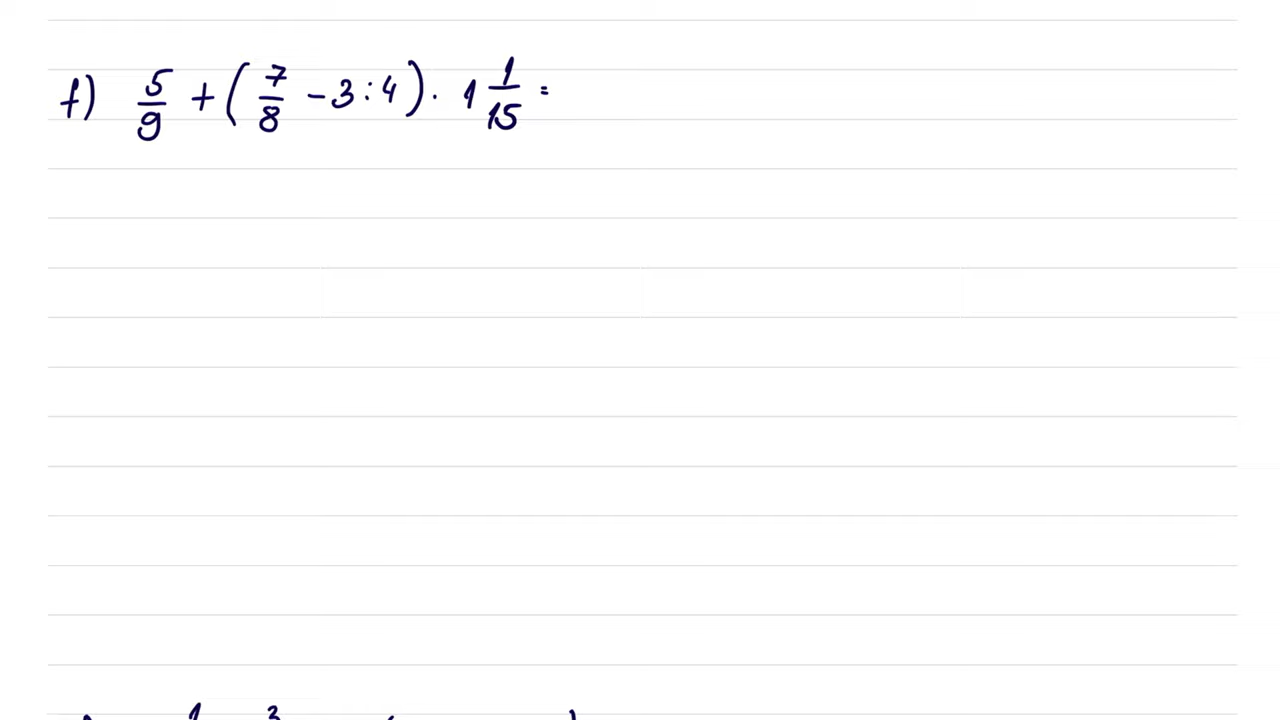 f) 5/9 + (7/8 - 3 : 4) · 1 1/15 =